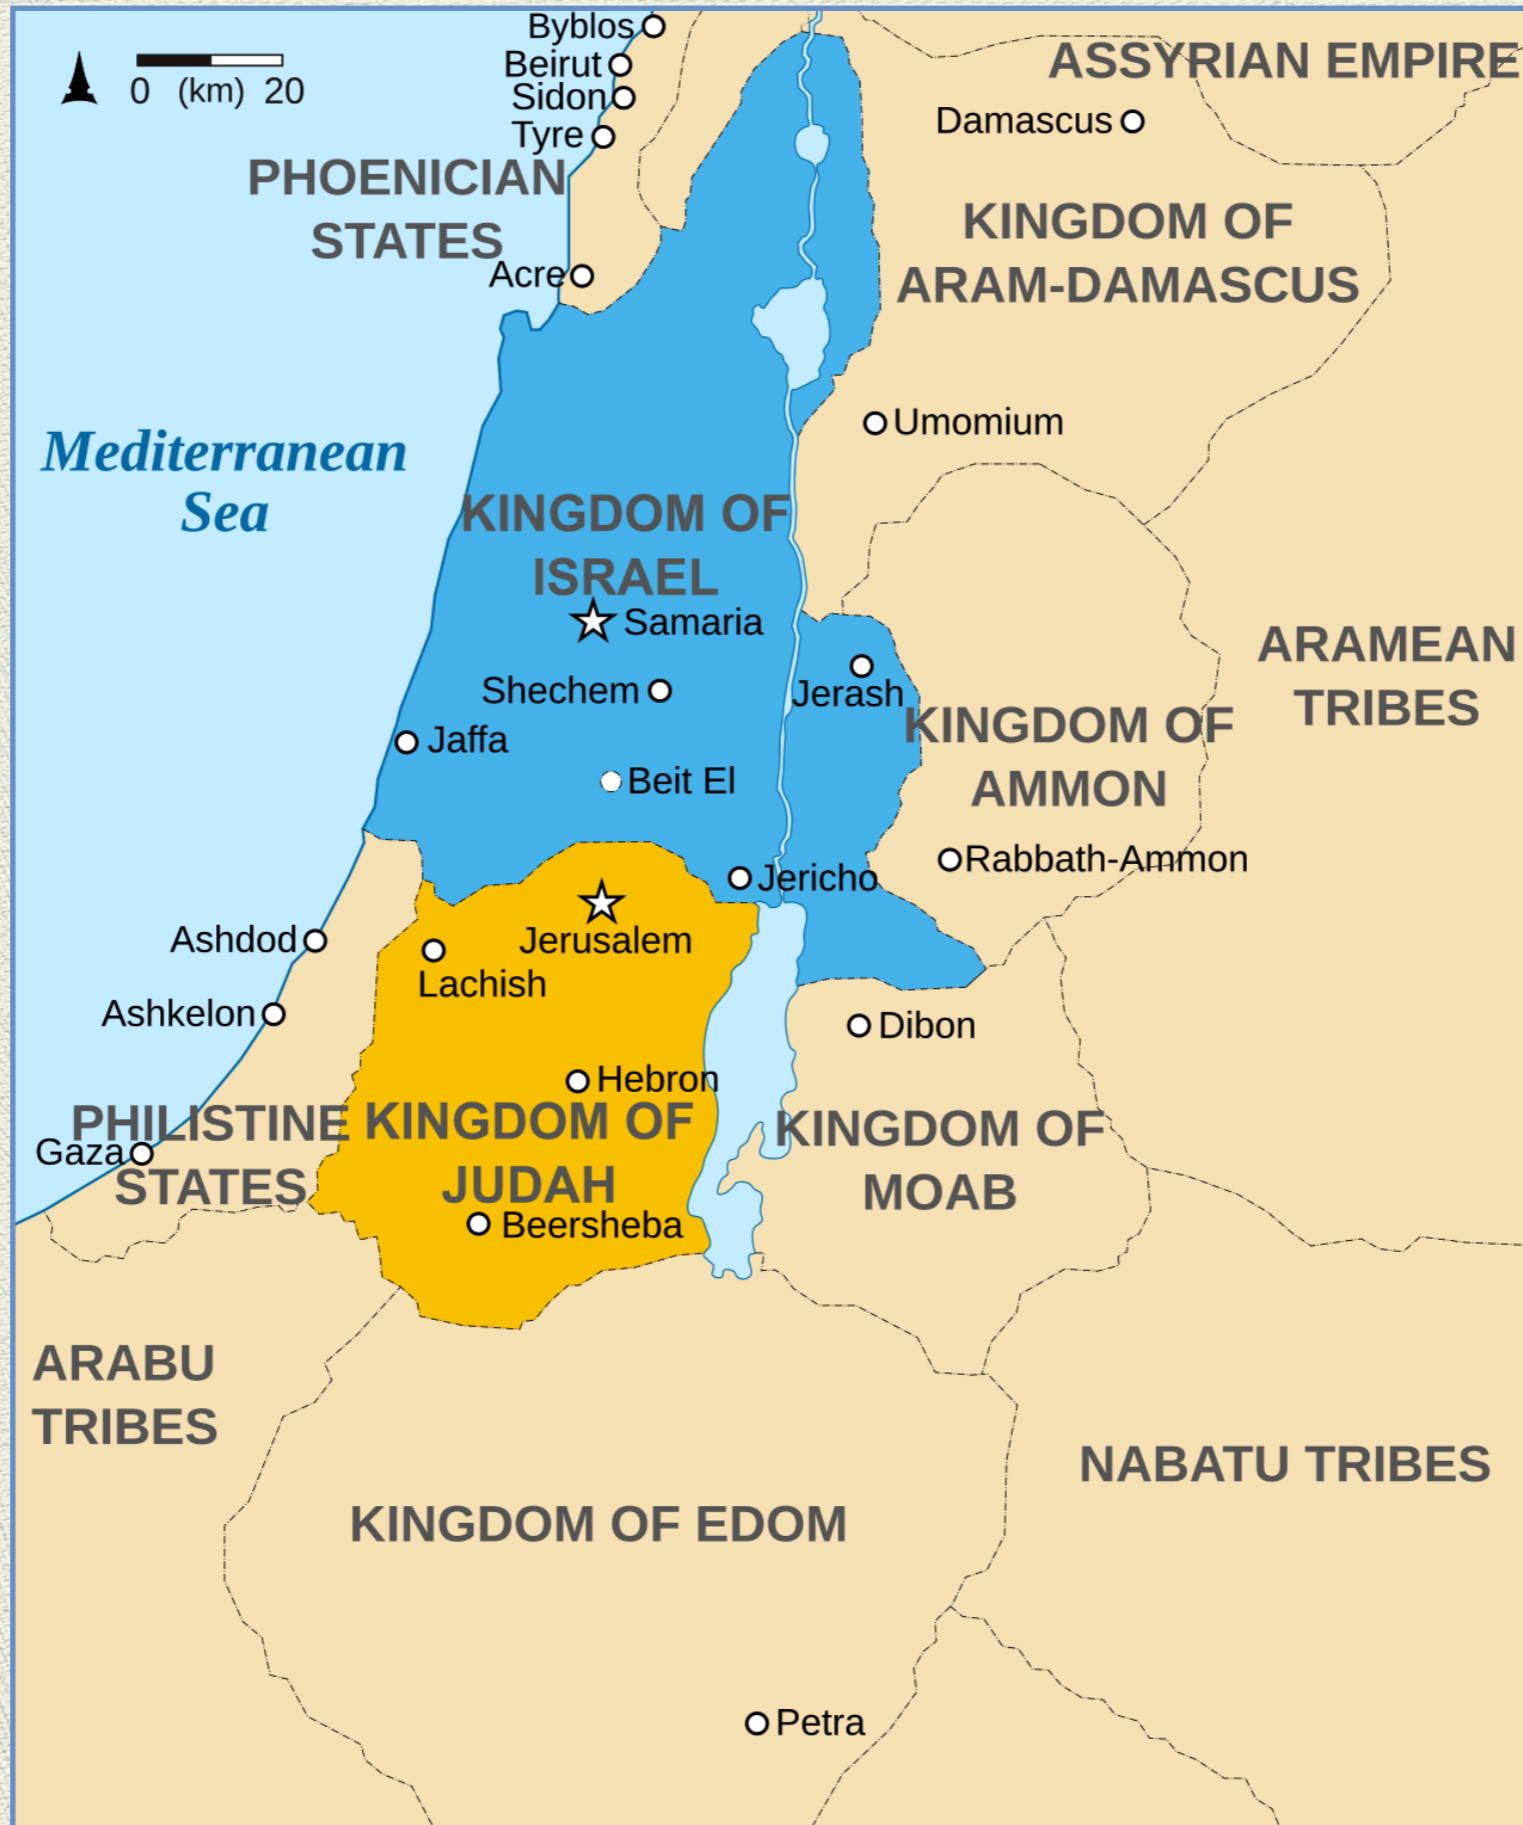 Byblos
Beirut
Sidon
Tyre
0 (km) 20
ASSYRIAN EMPIRE
Damascus
PHOENICIAN
STATES
Acre
KINGDOM OF
ARAM-DAMASCUS
Umomium
Mediterranean
Sea
KINGDOM OF
ISRAEL
Samaria
Shechem
Jerash
Jaffa
Beit El
Jericho
KINGDOM OF
AMMON
Rabbath-Ammon
ARAMEAN
TRIBES
Ashdod
Jerusalem
Lachish
Ashkelon
Dibon
Hebron
PHILISTINE
STATES
Gaza
KINGDOM OF
JUDAH
Beersheba
KINGDOM OF
MOAB
ARABU
TRIBES
NABATU TRIBES
KINGDOM OF EDOM
Petra